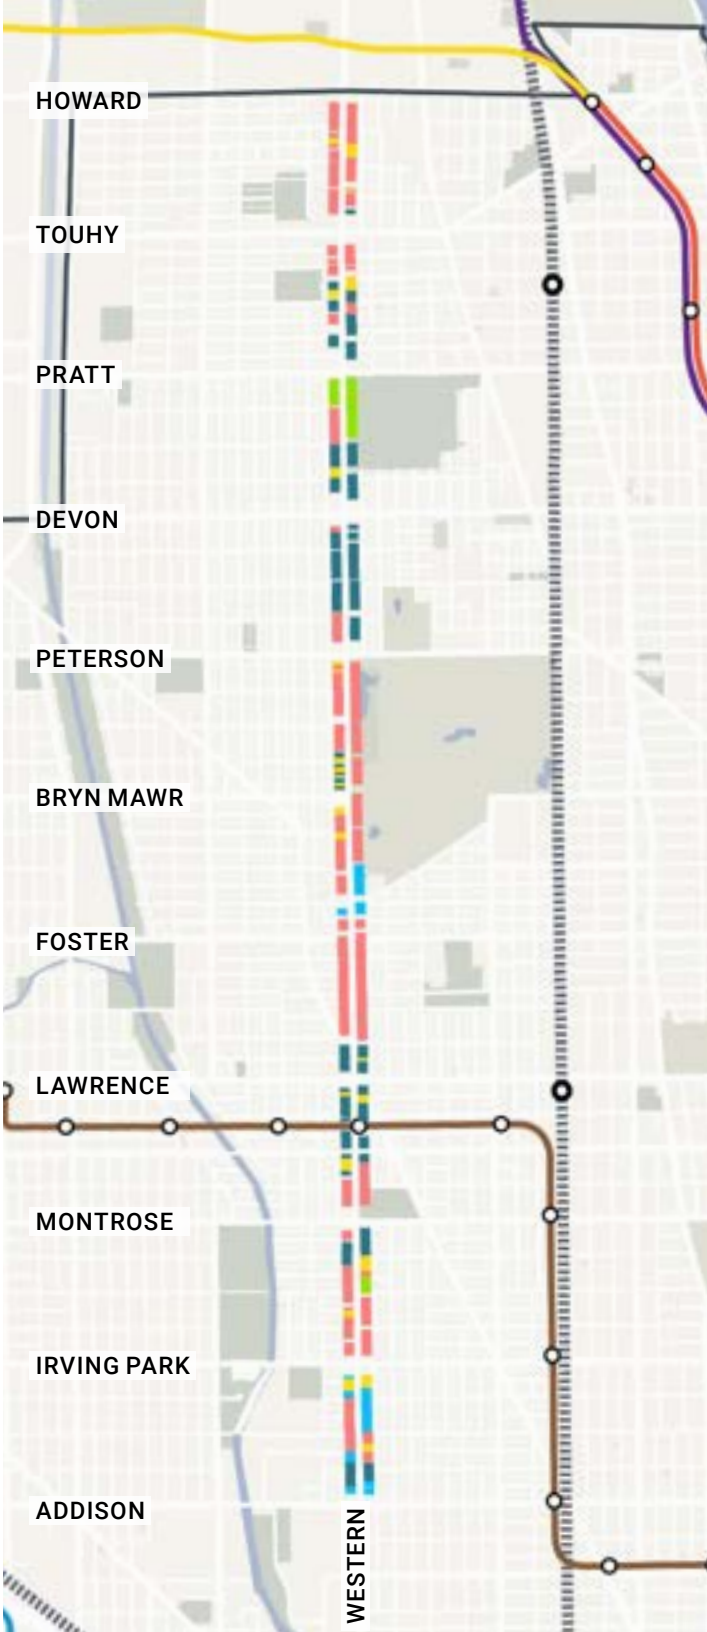 HOWARD
TOUHY
PRATT
DEVON
PETERSON
BRYN MAWR
FOSTER
LAWRENCE
MONTROSE
IRVING PARK
ADDISON
WESTERN